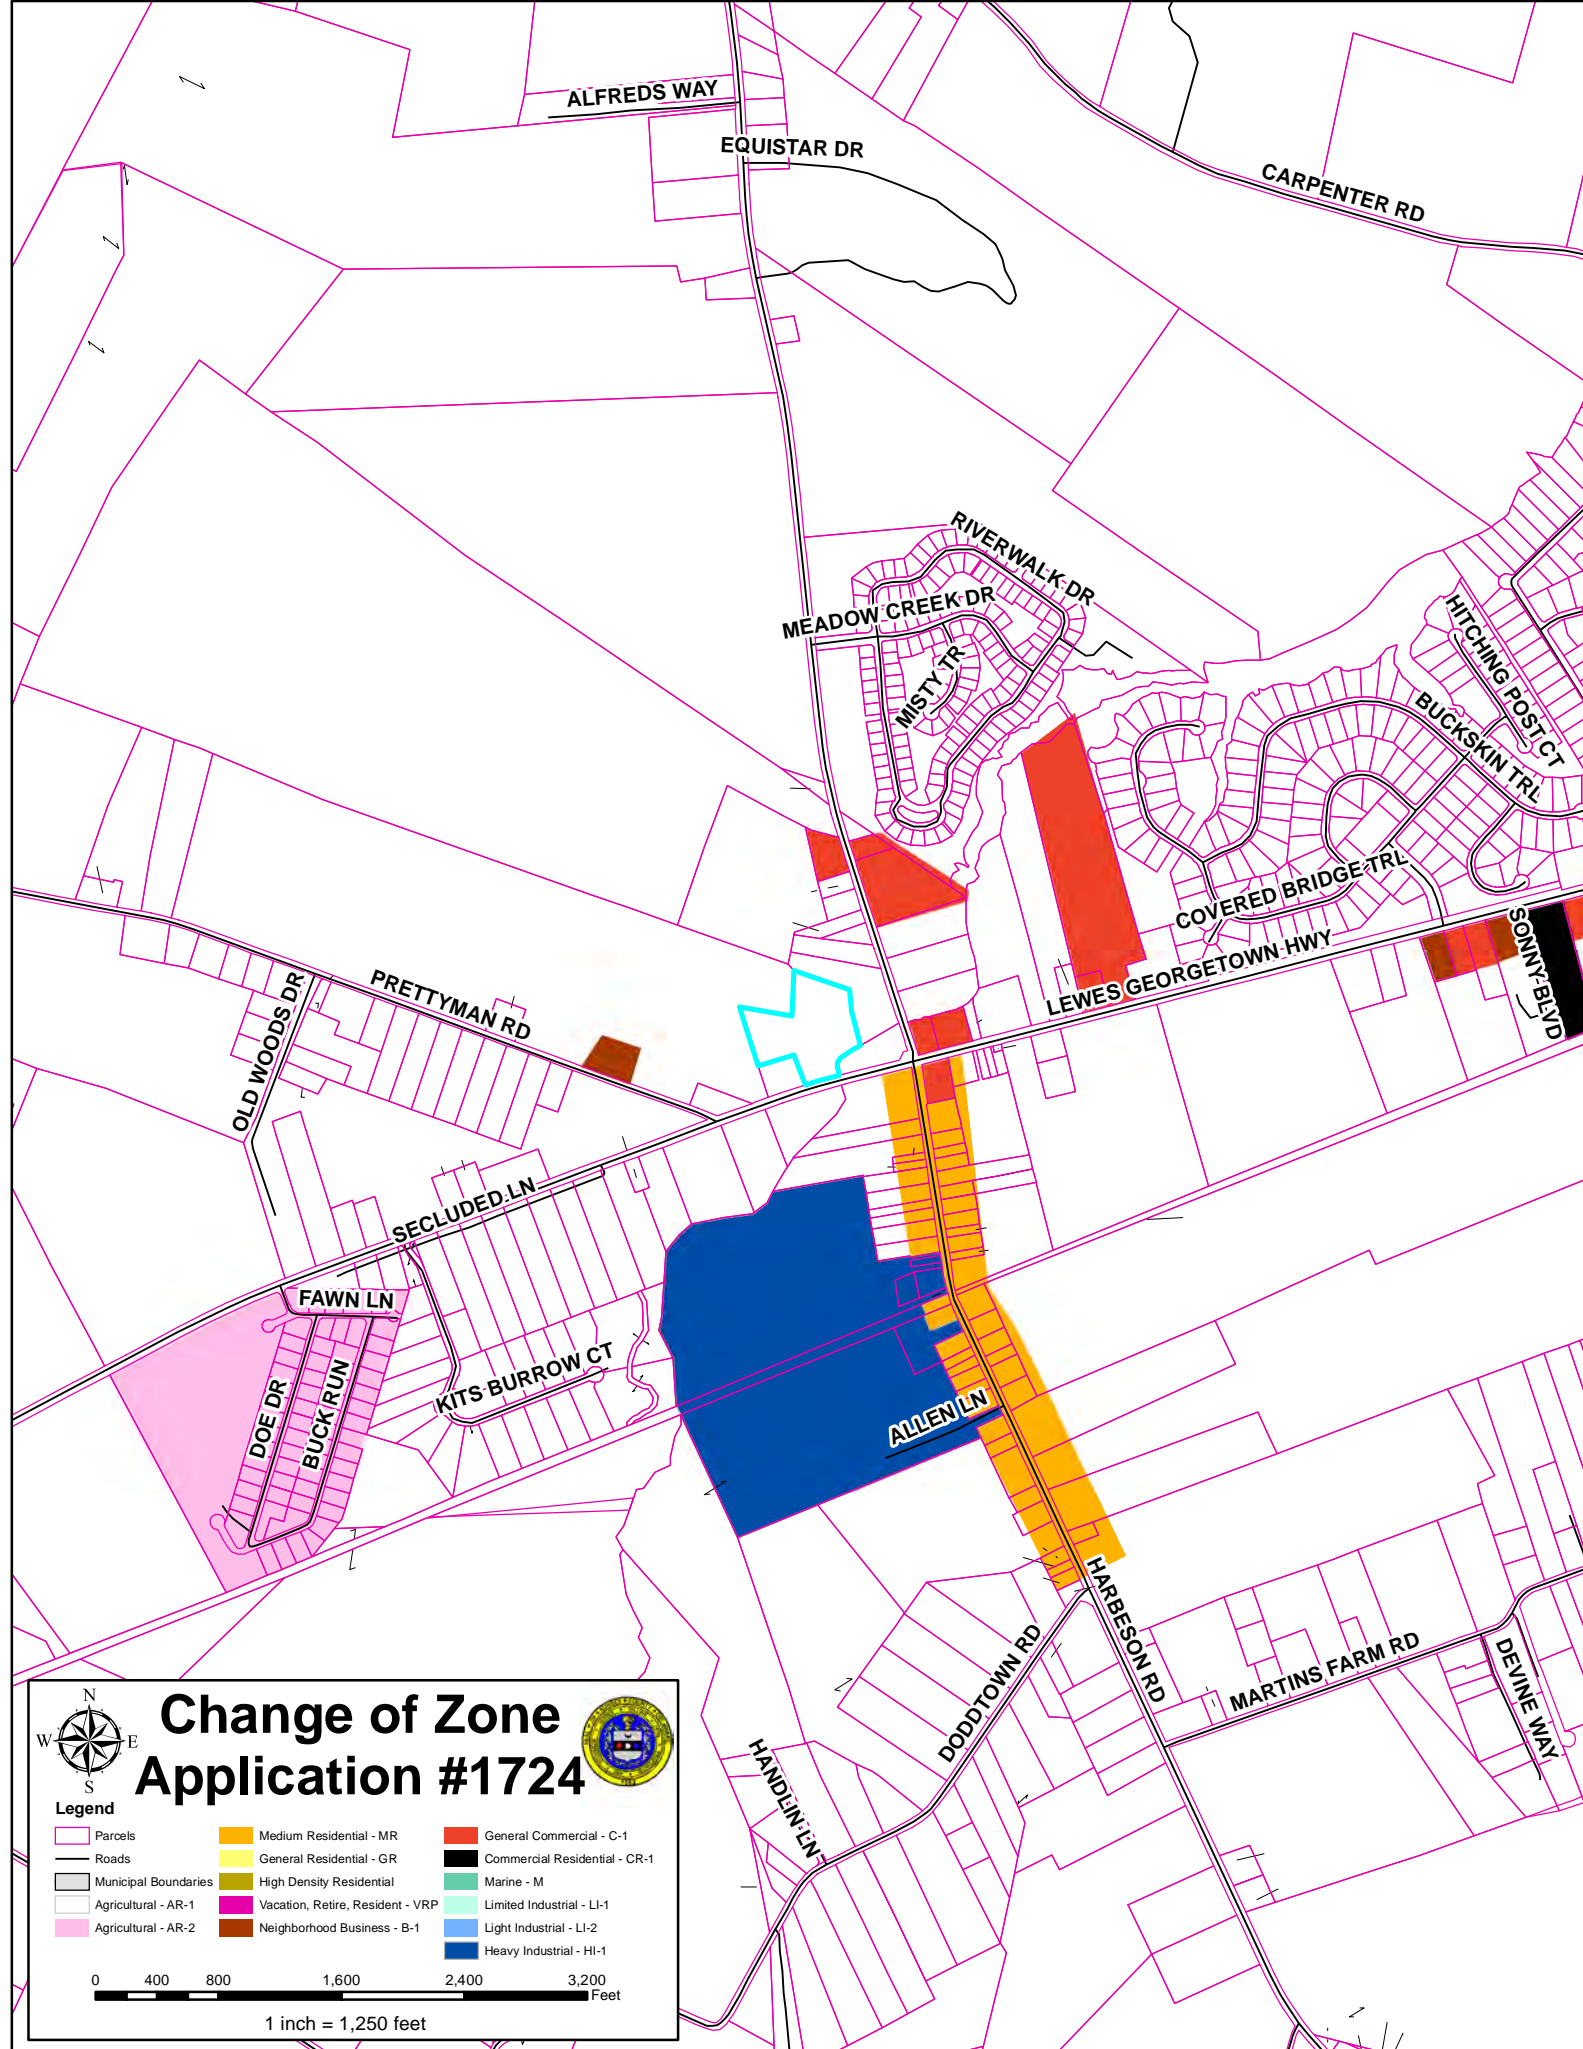 ALFREDS WAY
EQUISTAR DR
CARPENTER RD
RIVERWALK DR
MEADOW CREEK DR
MISTY TR
HITCHING POST CT
BUCKSKIN TRL
COVERED BRIDGE TRL
LEWES GEORGETOWN HWY
SONNY BLVD
PRETTYMAN RD
OLD WOODS DR
SECLUDED LN
FAWN LN
DOE DR
BUCK RUN
KITS BURROW CT
ALLEN LN
HARBESON RD
DODDTOWN RD
MARTINS FARM RD
DEVINE WAY
HANDLIN LN
N
W E
S
Change of Zone
Application #1724
Legend
Parcels
Roads
Municipal Boundaries
Agricultural - AR-1
Agricultural - AR-2
Medium Residential - MR
General Residential - GR
High Density Residential
Vacation, Retire, Resident - VRP
Neighborhood Business - B-1
General Commercial - C-1
Commercial Residential - CR-1
Marine - M
Limited Industrial - LI-1
Light Industrial - LI-2
Heavy Industrial - HI-1
0 400 800 1,600 2,400 3,200
Feet
1 inch = 1,250 feet